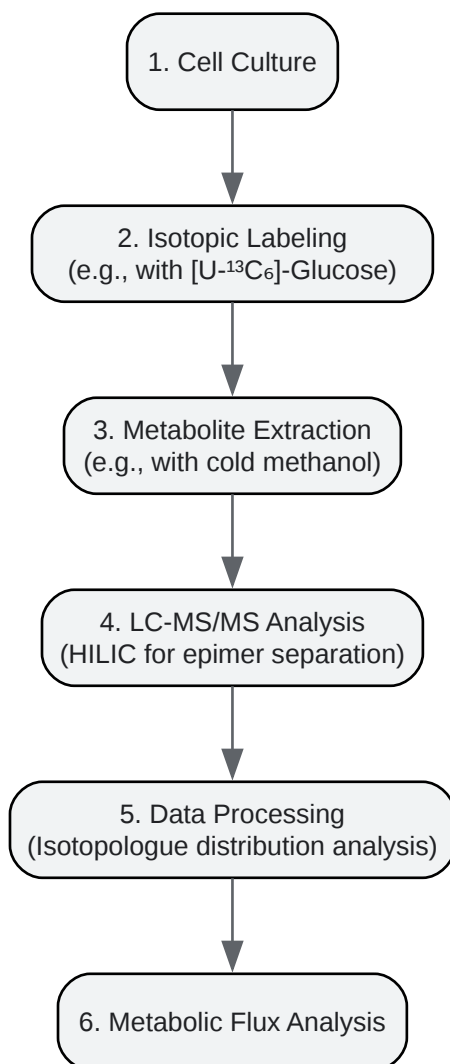 1. Cell Culture
2. Isotopic Labeling
(e.g., with [U-¹³C₆]-Glucose)
3. Metabolite Extraction
(e.g., with cold methanol)
4. LC-MS/MS Analysis
(HILIC for epimer separation)
5. Data Processing
(Isotopologue distribution analysis)
6. Metabolic Flux Analysis